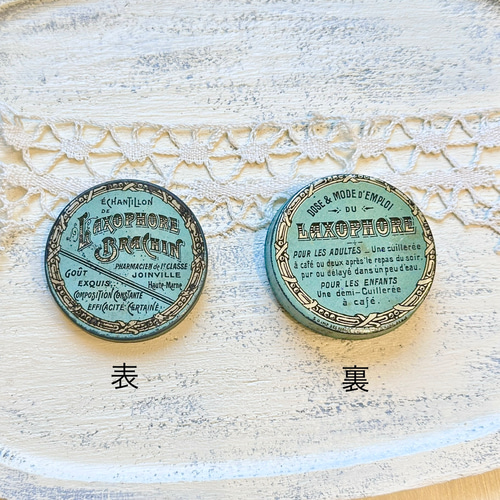 ÉCHANTILLON
DE
LAXOPHORE
BRACHIN
PHARMACIEN de 1re CLASSE
JOINVILLE
Haute-Marne
GOÛT
EXQUIS
COMPOSITION CONSTANTE
EFFICACITÉ CERTAINE
DOSE & MODE D'EMPLOI
DU
LAXOPHORE
POUR LES ADULTES _ Une cuillerée
à café ou deux après le repas du soir,
pur ou délayé dans un peu d'eau.
POUR LES ENFANTS
Une demi-Cuillerée
à café.
表
裏